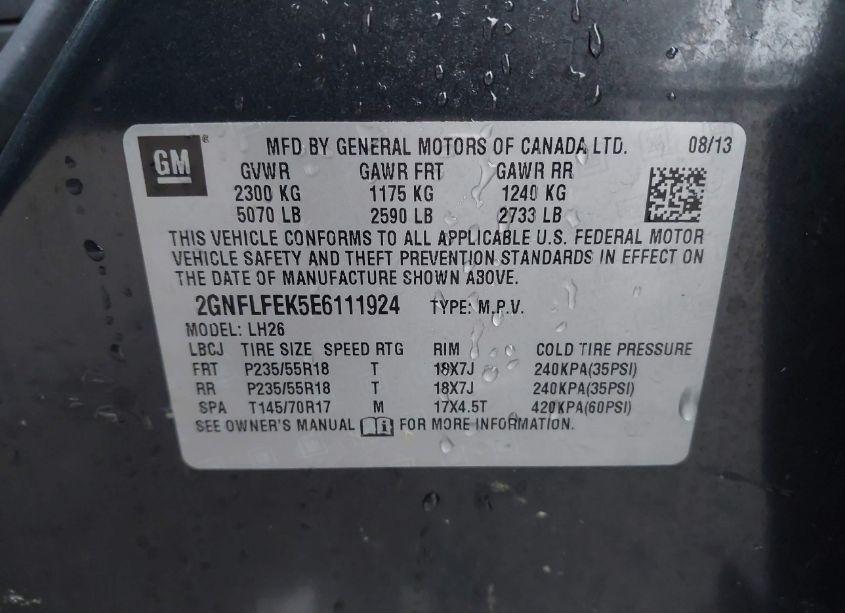 GM ® MFD BY GENERAL MOTORS OF CANADA LTD. 08/13
GVWR GAWR FRT GAWR RR
2300 KG 1175 KG 1240 KG
5070 LB 2590 LB 2733 LB
THIS VEHICLE CONFORMS TO ALL APPLICABLE U.S. FEDERAL MOTOR
VEHICLE SAFETY AND THEFT PREVENTION STANDARDS IN EFFECT ON
THE DATE OF MANUFACTURE SHOWN ABOVE.
2GNFLFEK5E6111924 TYPE: M.P.V.
MODEL: LH26
LBCJ TIRE SIZE SPEED RTG RIM COLD TIRE PRESSURE
FRT P235/55R18 T 18X7J 240KPA(35PSI)
RR P235/55R18 T 18X7J 240KPA(35PSI)
SPA T145/70R17 M 17X4.5T 420KPA(60PSI)
SEE OWNER'S MANUAL FOR MORE INFORMATION.